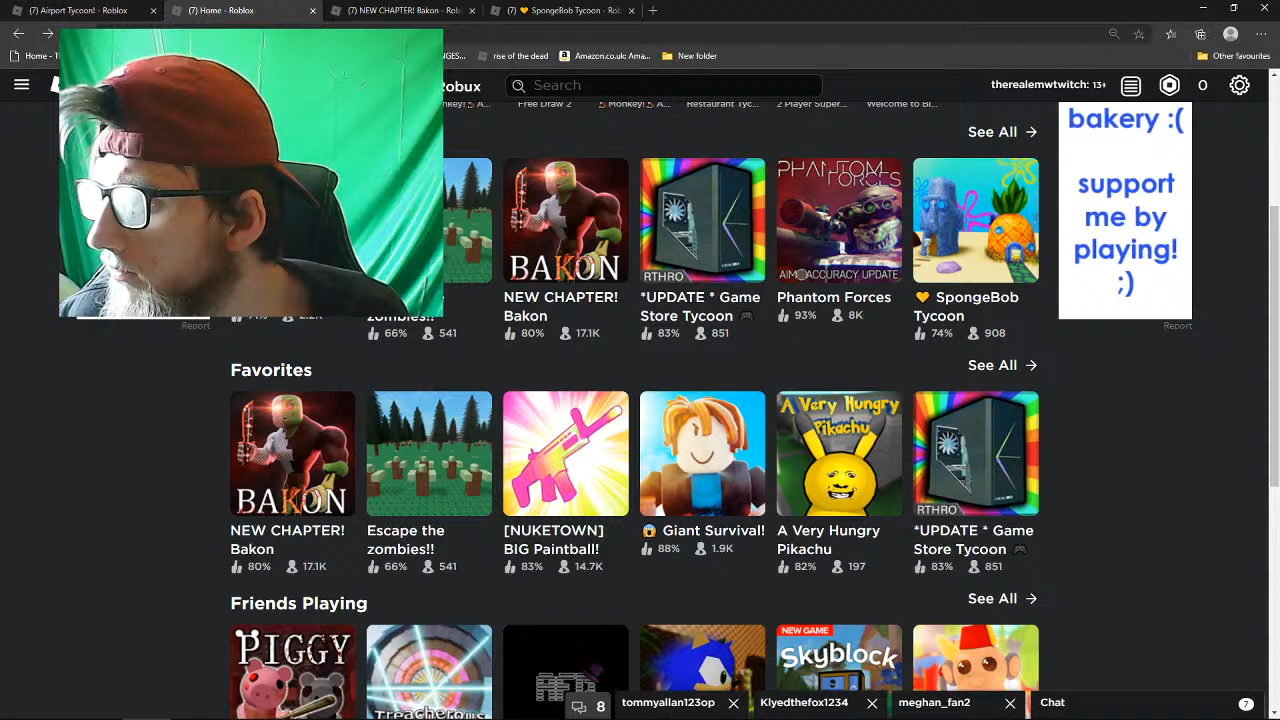 (7) Airport Tycoon! - Roblox
(7) Home - Roblox
(7) NEW CHAPTER! Bakon - Rob
(7) 🧡 SpongeBob Tycoon - Rob
Home -
rise of the dead
Amazon.co.uk: Ama...
New folder
Other favourites
Robux
Search
therealemwtwitch: 13+
0
Free Draw 2
Monkey!
Restaurant Tyc...
2 Player Super...
Welcome to Bl...
See All
bakery :(
support
me by
playing!
;)
BAKON
RTHRO
PHANTOM
FORCES
AIM ACCURACY UPDATE
zombies!!
66% 541
NEW CHAPTER!
Bakon
80% 17.1K
*UPDATE * Game
Store Tycoon 🎮
83% 851
Phantom Forces
93% 8K
🧡 SpongeBob
Tycoon
74% 908
Report
Report
Favorites
See All
BAKON
A Very Hungry
Pikachu
RTHRO
NEW CHAPTER!
Bakon
80% 17.1K
Escape the
zombies!!
66% 541
[NUKETOWN]
BIG Paintball!
83% 14.7K
😱 Giant Survival!
88% 1.9K
A Very Hungry
Pikachu
82% 197
*UPDATE * Game
Store Tycoon 🎮
83% 851
Friends Playing
See All
PIGGY
Treacherous
NEW GAME
Skyblock
8
tommyallan123op
Klyedthefox1234
meghan_fan2
Chat
7